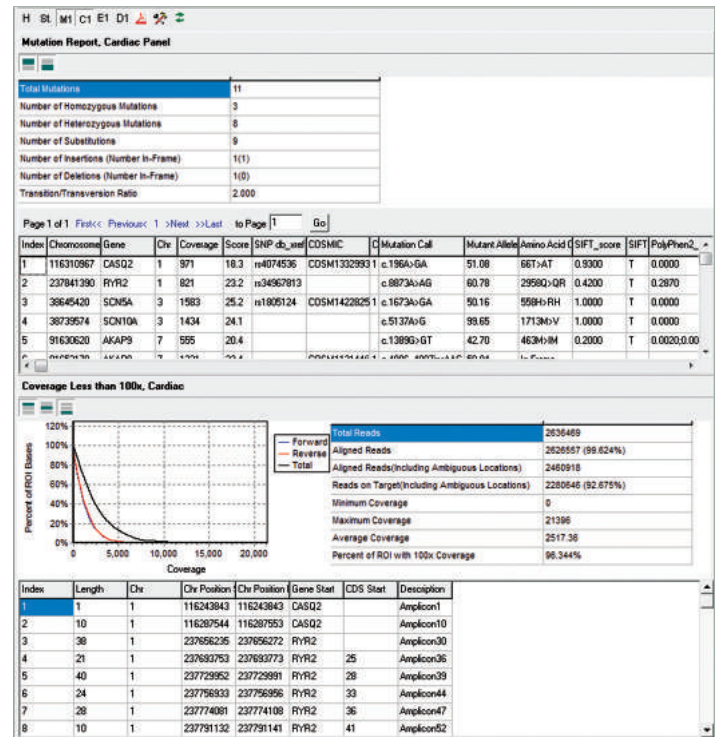 H St. M1 C1 E1 D1
Mutation Report, Cardiac Panel
Total Mutations 11
Number of Homozygous Mutations 3
Number of Heterozygous Mutations 8
Number of Substitutions 9
Number of Insertions (Number In-Frame) 1(1)
Number of Deletions (Number In-Frame) 1(0)
Transition/Transversion Ratio 2.000
Page 1 of 1 First<< Previous< 1 >Next >>Last to Page 1 Go
Index Chromosome Gene Chr Coverage Score SNP db_xref COSMIC C Mutation Call Mutant Allele Amino Acid C SIFT_score SIFT PolyPhen2_
1 116310967 CASQ2 1 971 18.3 rs4074536 COSM1332993 1 c.196A>GA 51.08 66T>AT 0.9300 T 0.0000
2 237841390 RYR2 1 821 23.2 rs34967813 c.8873A>AG 60.78 2958Q>QR 0.4200 T 0.2870
3 38645420 SCN5A 3 1583 25.2 rs1805124 COSM1422825 1 c.1673A>GA 50.16 558H>RH 1.0000 T 0.0000
4 38739574 SCN10A 3 1434 24.1 c.5137A>G 99.65 1713M>V 1.0000 T 0.0000
5 91630620 AKAP9 7 555 20.4 c.1389G>GT 42.70 463M>IM 0.2000 T 0.0020;0.00
Coverage Less than 100x, Cardiac
120%
100%
80%
60%
40%
20%
0%
Percent of ROI Bases
0 5,000 10,000 15,000 20,000
Coverage
Forward
Reverse
Total
Total Reads 2636469
Aligned Reads 2626557 (99.624%)
Aligned Reads(Including Ambiguous Locations) 2460918
Reads on Target(Including Ambiguous Locations) 2280646 (92.675%)
Minimum Coverage 0
Maximum Coverage 21396
Average Coverage 2517.36
Percent of ROI with 100x Coverage 96.344%
Index Length Chr Chr Position Chr Position Gene Start CDS Start Description
1 1 1 116243843 116243843 CASQ2 Amplicon1
2 10 1 116287544 116287553 CASQ2 Amplicon10
3 38 1 237656235 237656272 RYR2 Amplicon30
4 21 1 237693753 237693773 RYR2 25 Amplicon36
5 40 1 237729952 237729991 RYR2 28 Amplicon39
6 24 1 237756933 237756956 RYR2 33 Amplicon44
7 28 1 237774081 237774108 RYR2 36 Amplicon47
8 10 1 237791132 237791141 RYR2 41 Amplicon52